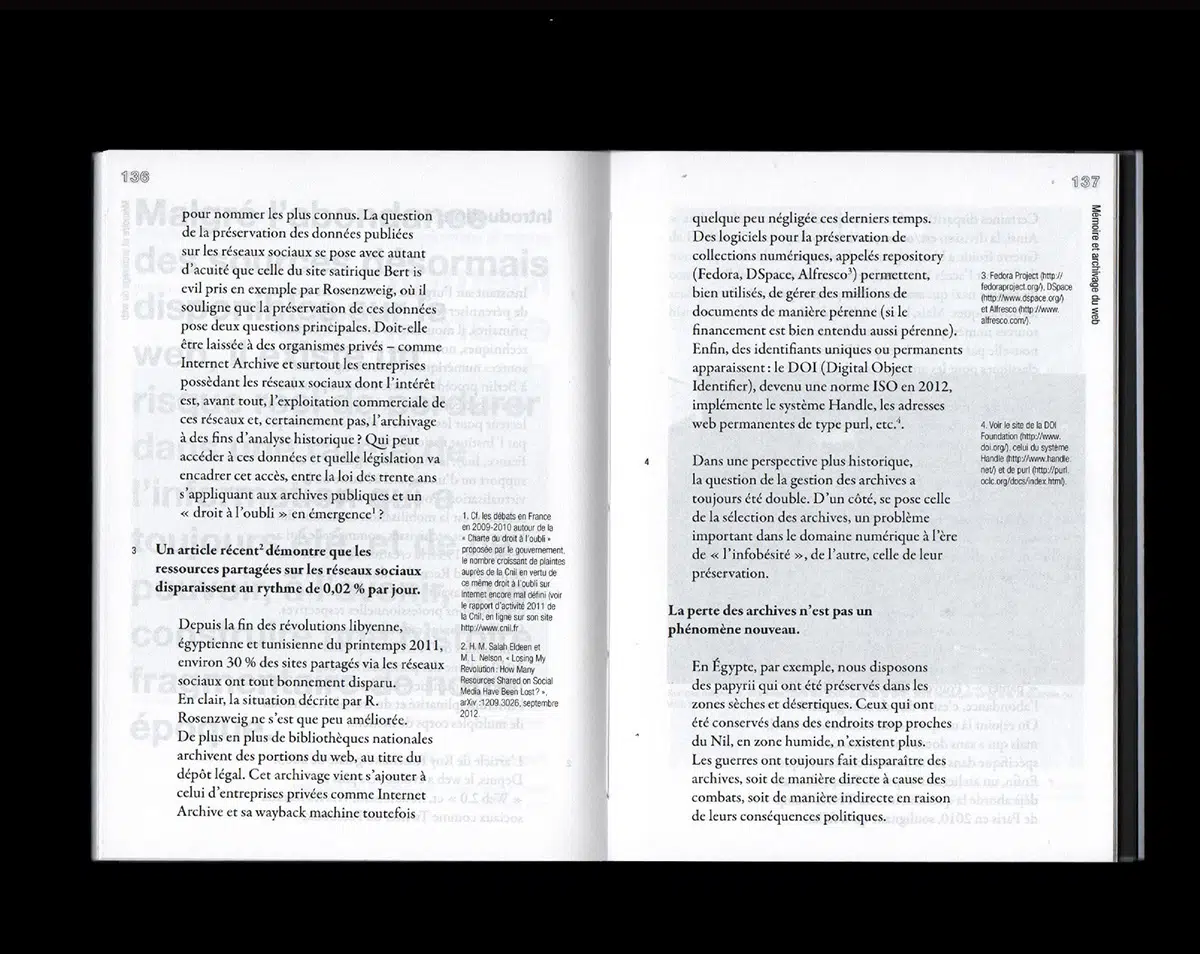 136
pour nommer les plus connus. La question
de la préservation des données publiées
sur les réseaux sociaux se pose avec autant
d’acuité que celle du site satirique Bert is
evil pris en exemple par Rosenzweig, où il
souligne que la préservation de ces données
pose deux questions principales. Doit-elle
être laissée à des organismes privés – comme
Internet Archive et surtout les entreprises
possèdant les réseaux sociaux dont l’intérêt
est, avant tout, l’exploitation commerciale de
ces réseaux et, certainement pas, l’archivage
à des fins d’analyse historique ? Qui peut
accéder à ces données et quelle législation va
encadrer cet accès, entre la loi des trente ans
s’appliquant aux archives publiques et un
« droit à l’oubli » en émergence¹ ?
3
Un article récent² démontre que les
ressources partagées sur les réseaux sociaux
disparaissent au rythme de 0,02 % par jour.
Depuis la fin des révolutions libyenne,
égyptienne et tunisienne du printemps 2011,
environ 30 % des sites partagés via les réseaux
sociaux ont tout bonnement disparu.
En clair, la situation décrite par R.
Rosenzweig ne s’est que peu améliorée.
De plus en plus de bibliothèques nationales
archivent des portions du web, au titre du
dépôt légal. Cet archivage vient s’ajouter à
celui d’entreprises privées comme Internet
Archive et sa wayback machine toutefois
1. Cf. les débats en France
en 2009-2010 autour de la
« Charte du droit à l’oubli »
proposée par le gouvernement,
le nombre croissant de plaintes
auprès de la Cnil en vertu de
ce même droit à l’oubli sur
Internet encore mal défini (voir
le rapport d’activité 2011 de
la Cnil, en ligne sur son site
http://www.cnil.fr
2. H. M. Salah Eldeen et
M. L. Nelson, « Losing My
Revolution : How Many
Resources Shared on Social
Media Have Been Lost ? »,
arXiv :1209.3026, septembre
2012.
137
Mémoire et archivage du web
quelque peu négligée ces derniers temps.
Des logiciels pour la préservation de
collections numériques, appelés repository
(Fedora, DSpace, Alfresco³) permettent,
bien utilisés, de gérer des millions de
documents de manière pérenne (si le
financement est bien entendu aussi pérenne).
Enfin, des identifiants uniques ou permanents
apparaissent : le DOI (Digital Object
Identifier), devenu une norme ISO en 2012,
implémente le système Handle, les adresses
web permanentes de type purl, etc.⁴.
4
Dans une perspective plus historique,
la question de la gestion des archives a
toujours été double. D’un côté, se pose celle
de la sélection des archives, un problème
important dans le domaine numérique à l’ère
de « l’infobésité », de l’autre, celle de leur
préservation.
La perte des archives n’est pas un
phénomène nouveau.
En Égypte, par exemple, nous disposons
des papyrii qui ont été préservés dans les
zones sèches et désertiques. Ceux qui ont
été conservés dans des endroits trop proches
du Nil, en zone humide, n’existent plus.
Les guerres ont toujours fait disparaître des
archives, soit de manière directe à cause des
combats, soit de manière indirecte en raison
de leurs conséquences politiques.
3. Fedora Project (http://
fedoraproject.org/), DSpace
(http://www.dspace.org/)
et Alfresco (http://www.
alfresco.com/).
4. Voir le site de la DOI
Foundation (http://www.
doi.org/), celui du système
Handle (http://www.handle.
net/) et de purl (http://purl.
oclc.org/docs/index.html).